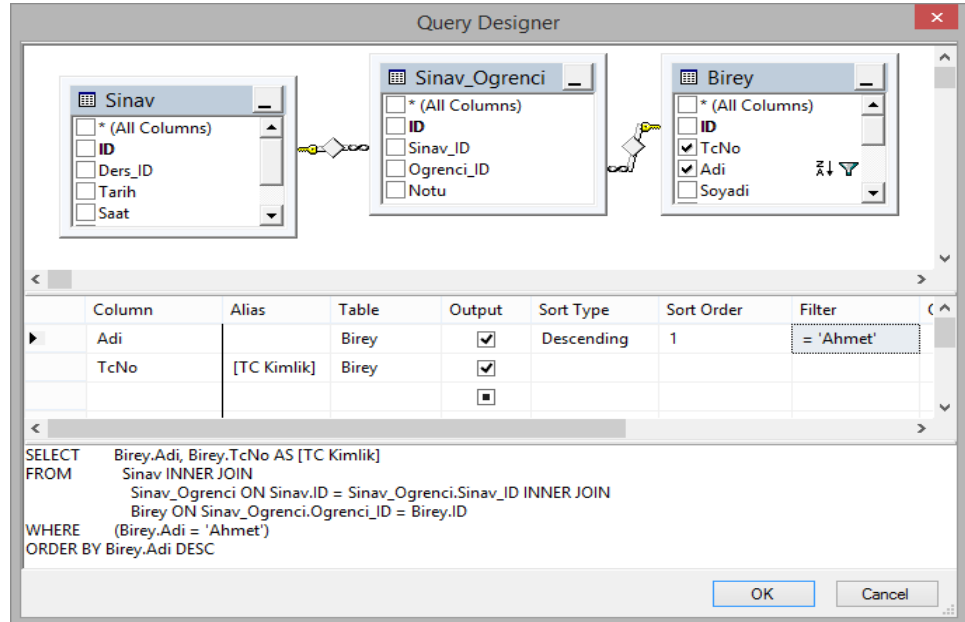 Query Designer
Sinav
* (All Columns)
ID
Ders_ID
Tarih
Saat
Sinav_Ogrenci
* (All Columns)
ID
Sinav_ID
Ogrenci_ID
Notu
Birey
* (All Columns)
ID
TcNo
Adi
Soyadi
Column Alias Table Output Sort Type Sort Order Filter
Adi Birey Descending 1 = 'Ahmet'
TcNo [TC Kimlik] Birey
SELECT Birey.Adi, Birey.TcNo AS [TC Kimlik]
FROM Sinav INNER JOIN
Sinav_Ogrenci ON Sinav.ID = Sinav_Ogrenci.Sinav_ID INNER JOIN
Birey ON Sinav_Ogrenci.Ogrenci_ID = Birey.ID
WHERE (Birey.Adi = 'Ahmet')
ORDER BY Birey.Adi DESC
OK Cancel